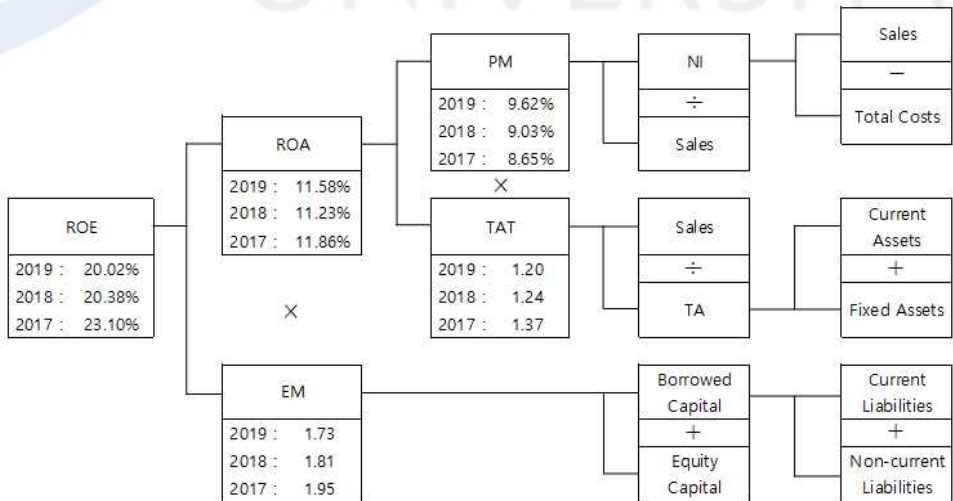 UNIVERSITY
Sales
−
Total Costs
PM
2019 : 9.62%
2018 : 9.03%
2017 : 8.65%
NI
÷
Sales
ROA
2019 : 11.58%
2018 : 11.23%
2017 : 11.86%
×
ROE
2019 : 20.02%
2018 : 20.38%
2017 : 23.10%
TAT
2019 : 1.20
2018 : 1.24
2017 : 1.37
Sales
÷
TA
Current
Assets
+
Fixed Assets
×
EM
2019 : 1.73
2018 : 1.81
2017 : 1.95
Borrowed
Capital
+
Equity
Capital
Current
Liabilities
+
Non-current
Liabilities